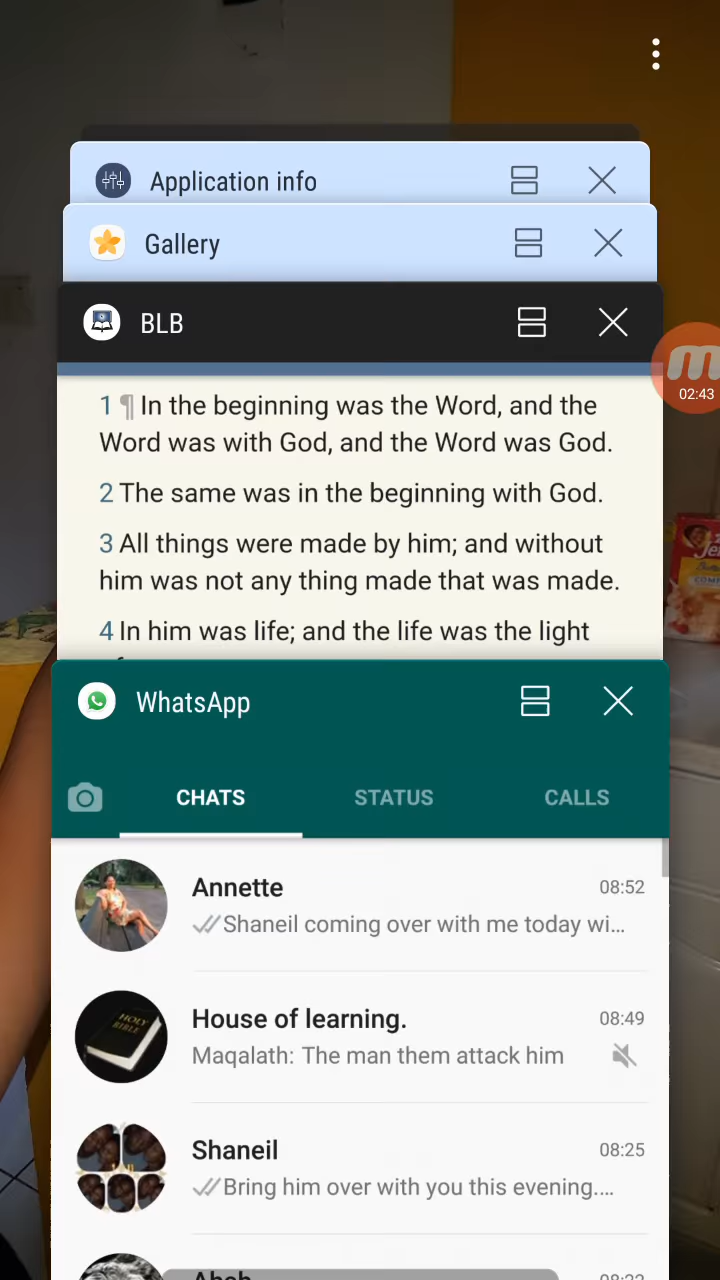 Application info
Gallery
BLB
02:43
1 ¶ In the beginning was the Word, and the
Word was with God, and the Word was God.
2 The same was in the beginning with God.
3 All things were made by him; and without
him was not any thing made that was made.
4 In him was life; and the life was the light
WhatsApp
CHATS STATUS CALLS
Annette 08:52
Shaneil coming over with me today wi...
House of learning. 08:49
Maqalath: The man them attack him
Shaneil 08:25
Bring him over with you this evening....